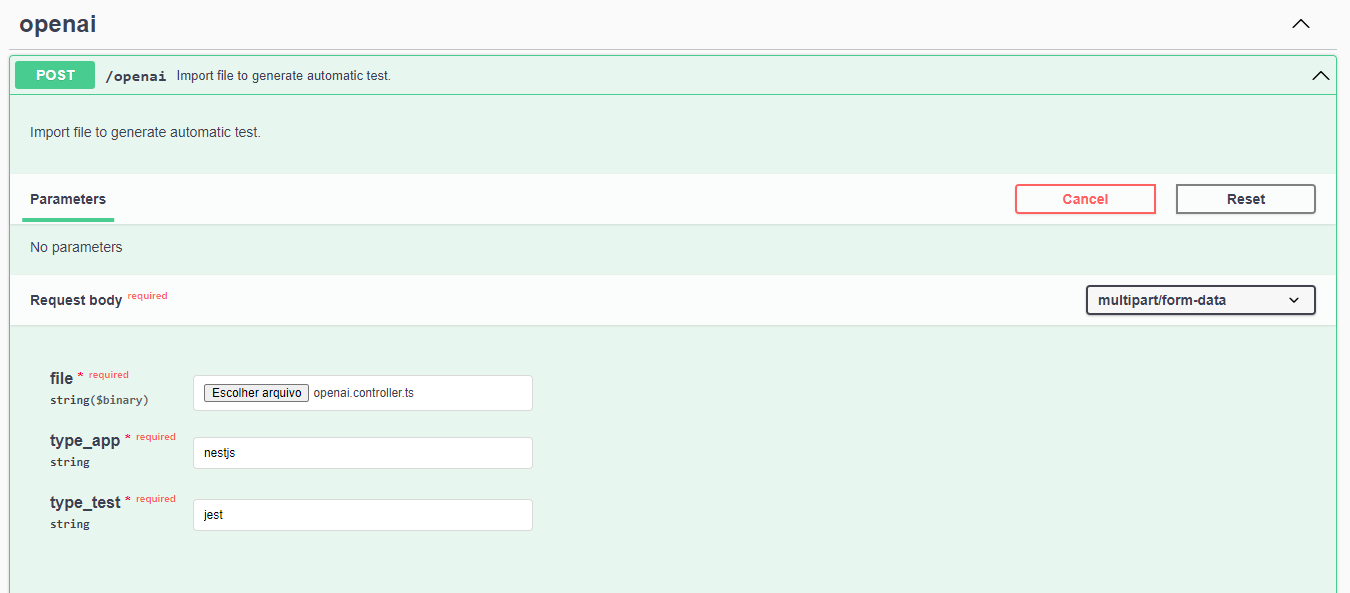 openai
POST /openai Import file to generate automatic test.
Import file to generate automatic test.
Parameters Cancel Reset
No parameters
Request body required multipart/form-data
file * required
string($binary)
Escolher arquivo openai.controller.ts
type_app * required
string
nestjs
type_test * required
string
jest